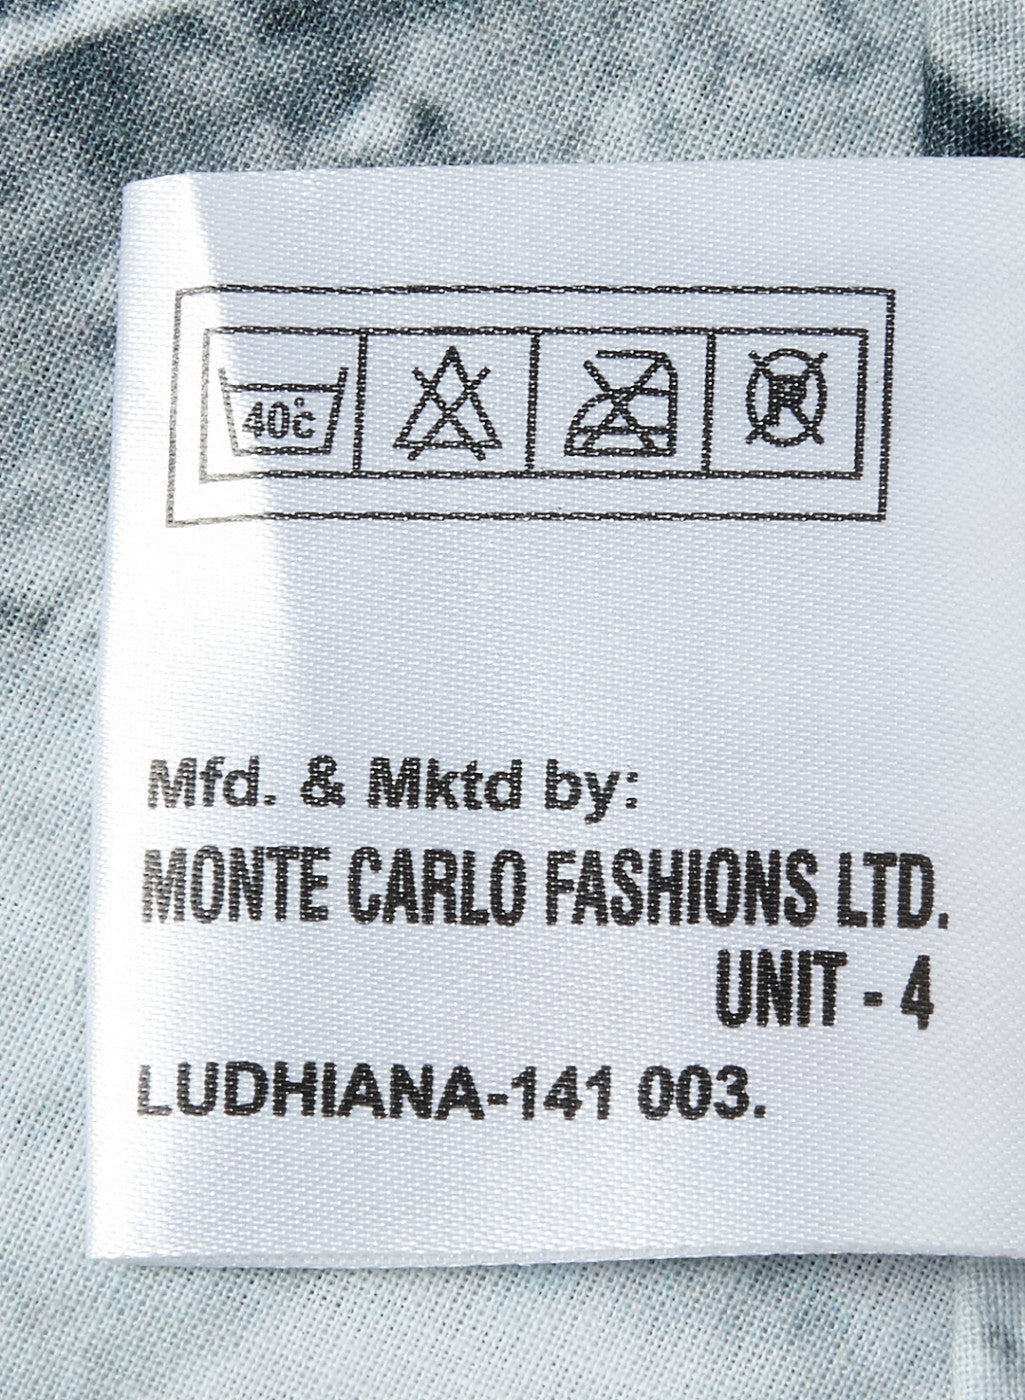 40°C
R
Mfd. & Mktd by:
MONTE CARLO FASHIONS LTD.
UNIT - 4
LUDHIANA-141 003.